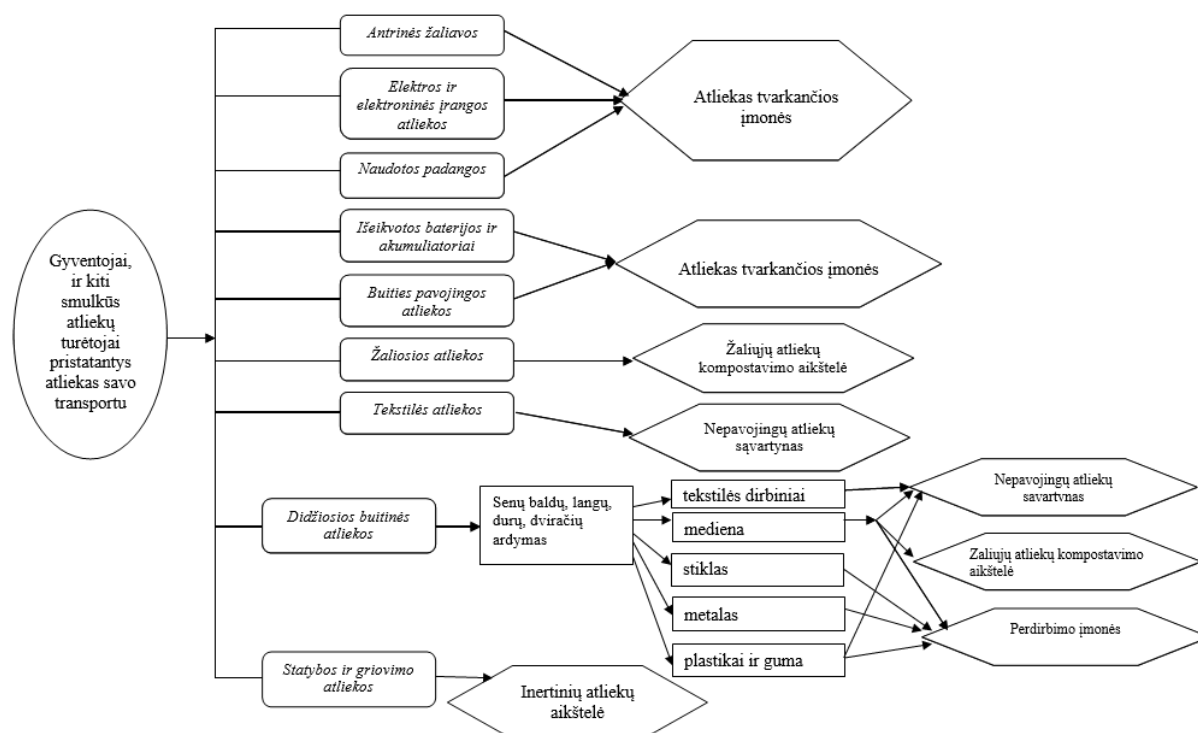 Antrinės žaliavos
Elektros ir
elektroninės įrangos
atliekos
Naudotos padangos
Atliekas tvarkančios
įmonės
Gyventojai,
ir kiti
smulkūs
atliekų
turėtojai
pristatantys
atliekas savo
transportu
Išeikvotos baterijos ir
akumuliatoriai
Buities pavojingos
atliekos
Atliekas tvarkančios įmonės
Žaliosios atliekos
Žaliųjų atliekų
kompostavimo aikštelė
Tekstilės atliekos
Nepavojingų atliekų
sąvartynas
Didžiosios buitinės
atliekos
Senų baldų, langų,
durų, dviračių
ardymas
tekstilės dirbiniai
mediena
stiklas
metalas
plastikai ir guma
Nepavojingų atliekų
savartvnas
Zaliujų atliekų kompostavimo
aikštelė
Perdirbimo įmonės
Statybos ir griovimo
atliekos
Inertinių atliekų
aikštelė